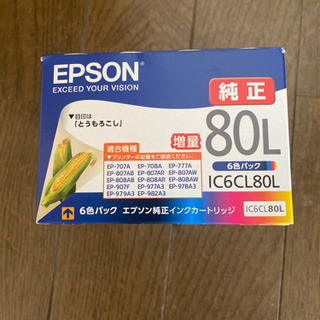 EPSON
EXCEED YOUR VISION
純正
▼目印は
「とうもろこし」
増量
80L
適合機種
▼プリンターの型番をご確認ください。
EP-707A EP-708A EP-777A
EP-807AB EP-807AR EP-807AW
EP-808AB EP-808AR EP-808AW
EP-907F EP-977A3 EP-978A3
EP-979A3 EP-982A3
6色パック
IC6CL80L
6色パック エプソン純正インクカートリッジ
IC6CL80L